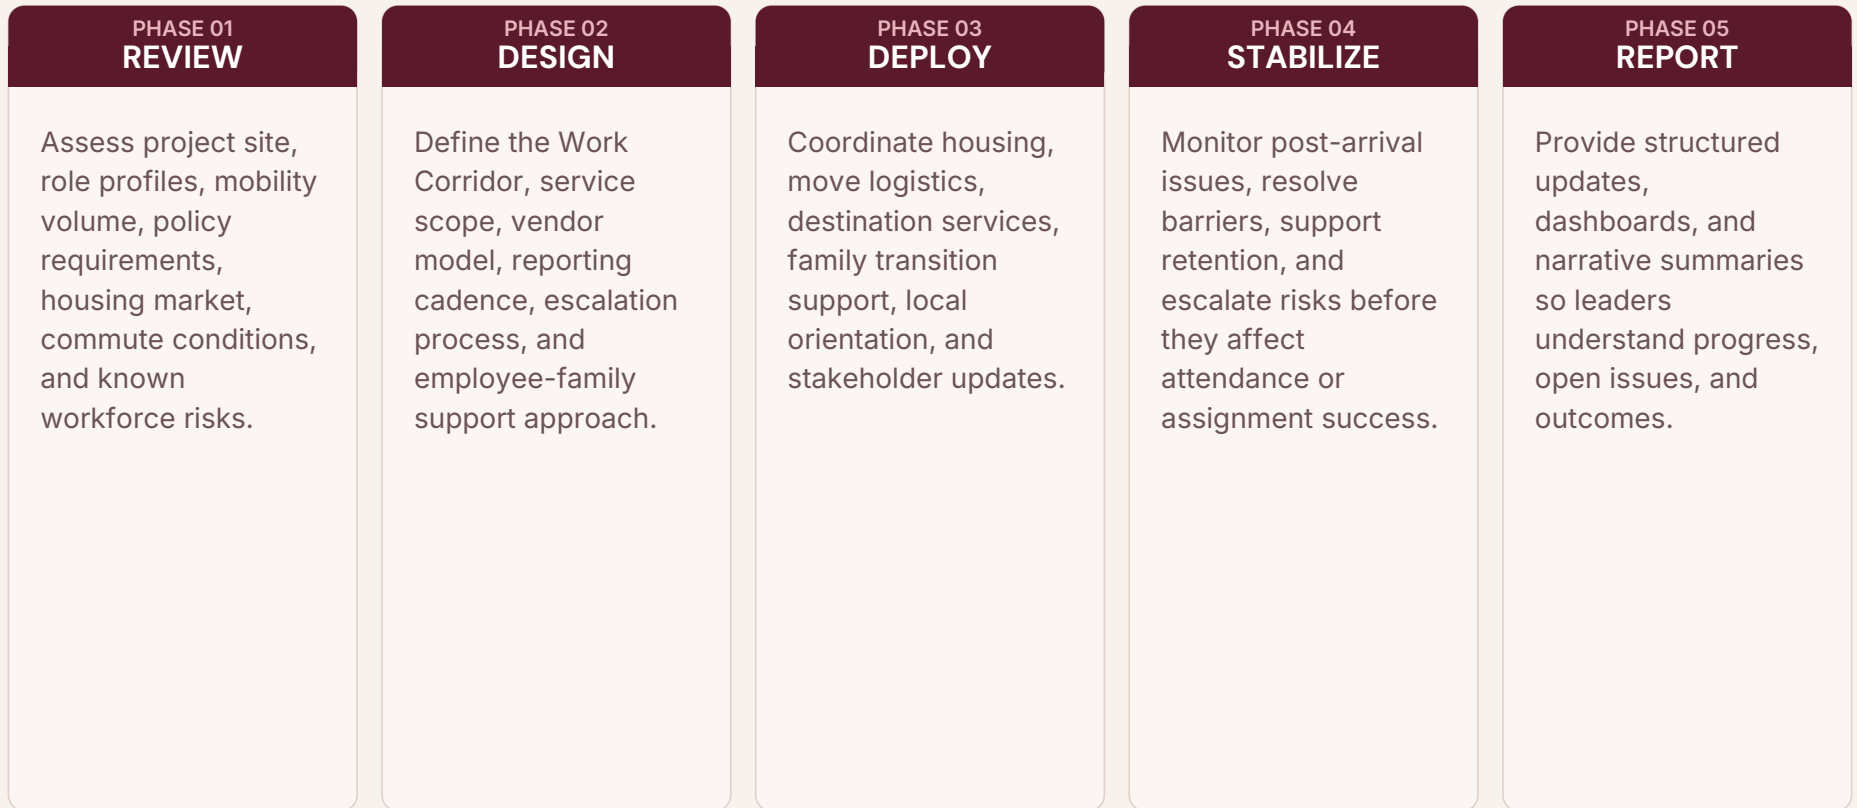 PHASE 01
REVIEW
Assess project site,
role profiles, mobility
volume, policy
requirements,
housing market,
commute conditions,
and known
workforce risks.
PHASE 02
DESIGN
Define the Work
Corridor, service
scope, vendor
model, reporting
cadence, escalation
process, and
employee-family
support approach.
PHASE 03
DEPLOY
Coordinate housing,
move logistics,
destination services,
family transition
support, local
orientation, and
stakeholder updates.
PHASE 04
STABILIZE
Monitor post-arrival
issues, resolve
barriers, support
retention, and
escalate risks before
they affect
attendance or
assignment success.
PHASE 05
REPORT
Provide structured
updates,
dashboards, and
narrative summaries
so leaders
understand progress,
open issues, and
outcomes.